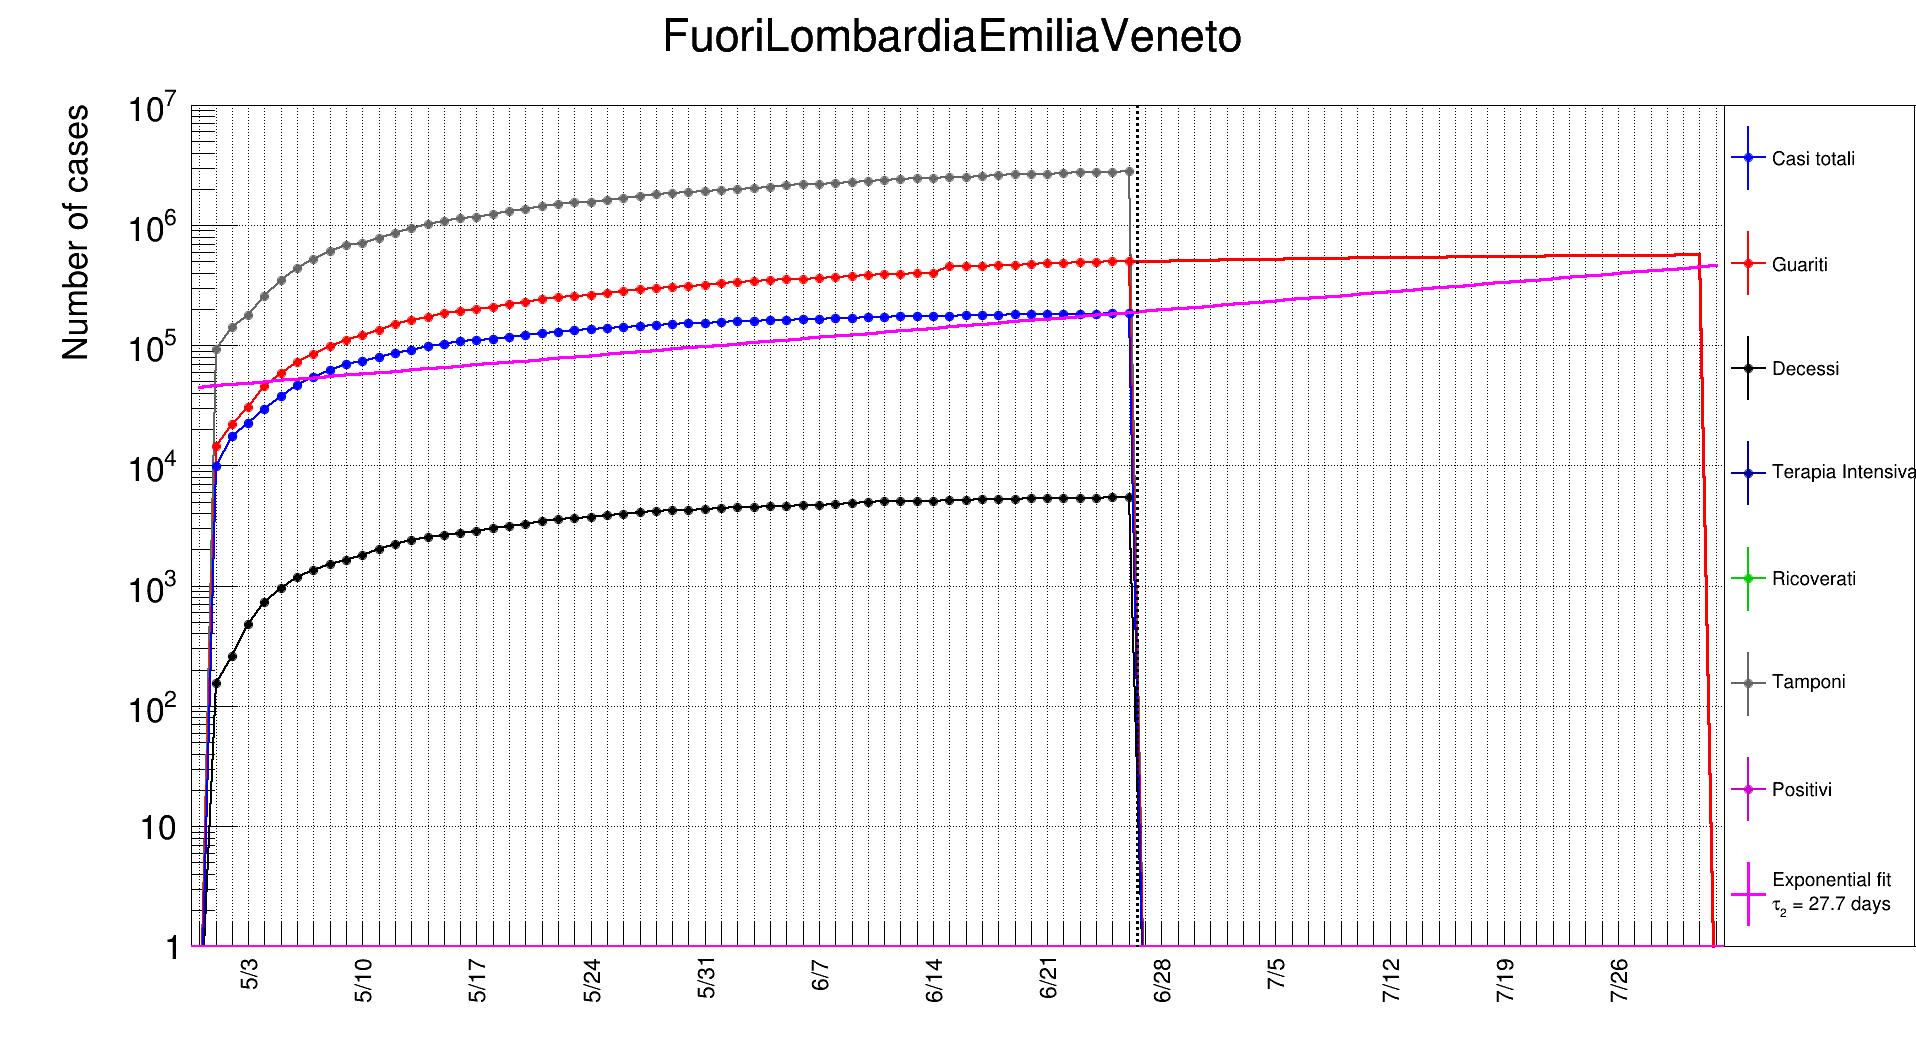 FuoriLombardiaEmiliaVeneto
Number of cases
10^7
10^6
10^5
10^4
10^3
10^2
10
1
5/3
5/10
5/17
5/24
5/31
6/7
6/14
6/21
6/28
7/5
7/12
7/19
7/26
Casi totali
Guariti
Decessi
Terapia Intensiva
Ricoverati
Tamponi
Positivi
Exponential fit
τ₂ = 27.7 days